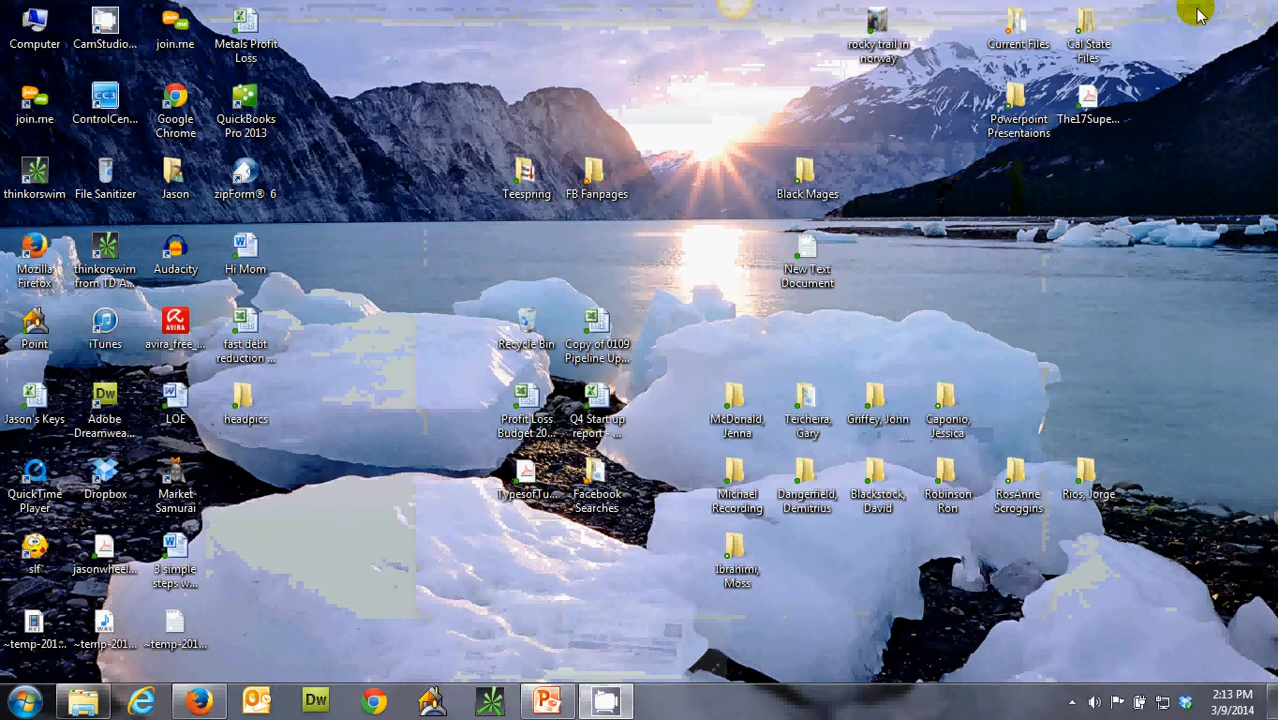 Computer
CamStudio...
join.me
Metals Profit
Loss
rocky trail in
norway
Current Files
Cal State
Files
join.me
ControlCen...
Google
Chrome
QuickBooks
Pro 2013
Powerpoint
Presentaions
The17Supe...
thinkorswim
File Sanitizer
Jason
zipForm® 6
Teespring
FB Fanpages
Black Mages
Mozilla
Firefox
thinkorswim
from TD A...
Audacity
Hi Mom
New Text
Document
Point
iTunes
AVIRA
avira_free_...
fast debt
reduction ...
Recycle Bin
Copy of 0109
Pipeline Up...
Jason's Keys
Dw
Adobe
Dreamwea...
LOE
headpics
Profit Loss
Budget 20...
Q4 Start up
report - ...
McDonald,
Jenna
Teicheira,
Gary
Griffey, John
Caponio,
Jessica
QuickTime
Player
Dropbox
Market
Samurai
TypesofTu...
Facebook
Searches
Michael
Recording
Dangerfield,
Demitrius
Blackstock,
David
Robinson
Ron
RosAnne
Scroggins
Rios, Jorge
slf
jasonwheel...
3 simple
steps w...
Ibrahimi,
Moss
~temp-201...
~temp-201...
~temp-201...
Dw
2:13 PM
3/9/2014